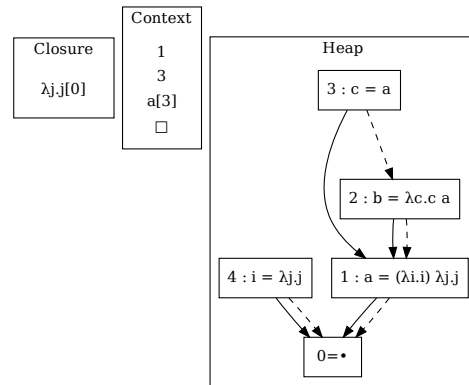 Closure
λj.j[0]
Context
1
3
a[3]
□
Heap
3 : c = a
2 : b = λc.c a
4 : i = λj.j
1 : a = (λi.i) λj.j
0=•